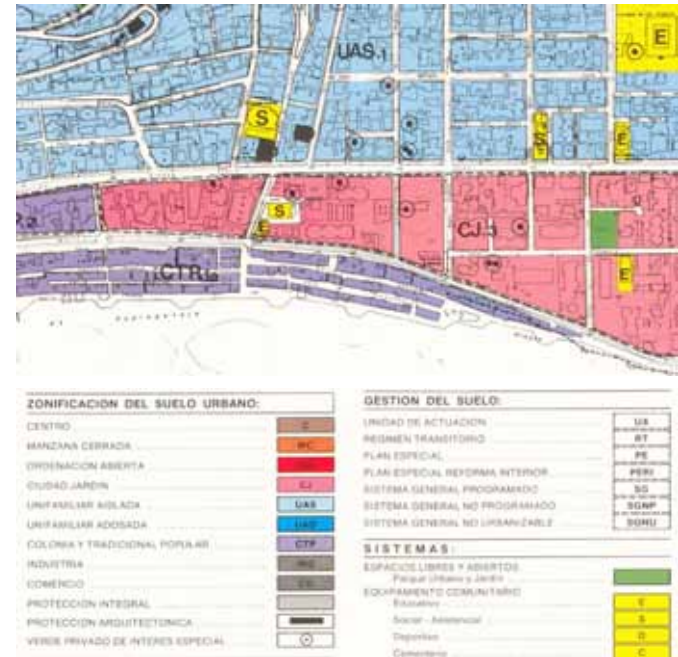 E
UAS-1
S
S
E
S
E
CJ-3
E
CTP
ZONIFICACION DEL SUELO URBANO:
CENTRO C
MANZANA CERRADA MC
ORDENACION ABIERTA
CIUDAD JARDIN CJ
UNIFAMILIAR AISLADA UAS
UNIFAMILIAR ADOSADA UAD
COLONIA Y TRADICIONAL POPULAR CTP
INDUSTRIA
COMERCIO CO
PROTECCION INTEGRAL
PROTECCION ARQUITECTONICA
VERDE PRIVADO DE INTERES ESPECIAL
GESTION DEL SUELO:
UNIDAD DE ACTUACION UA
REGIMEN TRANSITORIO RT
PLAN ESPECIAL PE
PLAN ESPECIAL REFORMA INTERIOR PERI
SISTEMA GENERAL PROGRAMADO SG
SISTEMA GENERAL NO PROGRAMADO SGNP
SISTEMA GENERAL NO URBANIZABLE SGNU
SISTEMAS:
ESPACIOS LIBRES Y ABIERTOS
Parque Urbano y Jardin
EQUIPAMIENTO COMUNITARIO
Educativo E
Social - Asistencial S
Deportivo D
Cementerio C